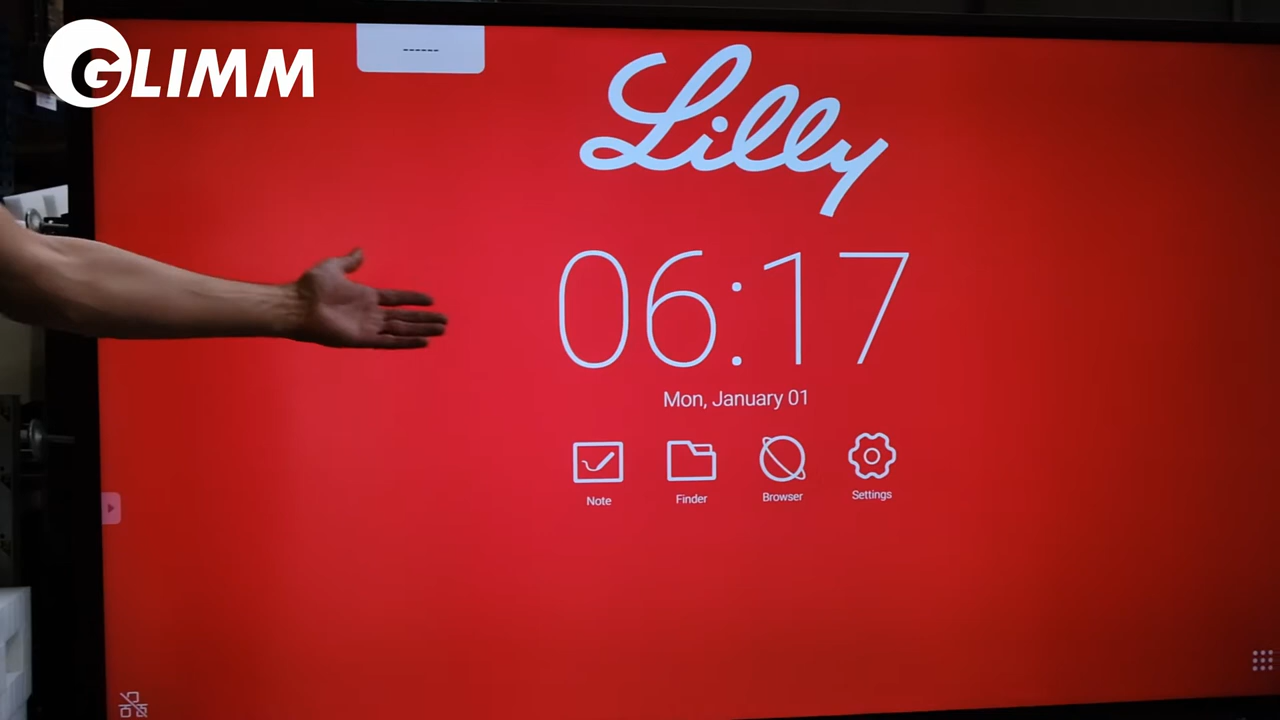 GLIMM
------
Lilly
06:17
Mon, January 01
Note
Finder
Browser
Settings